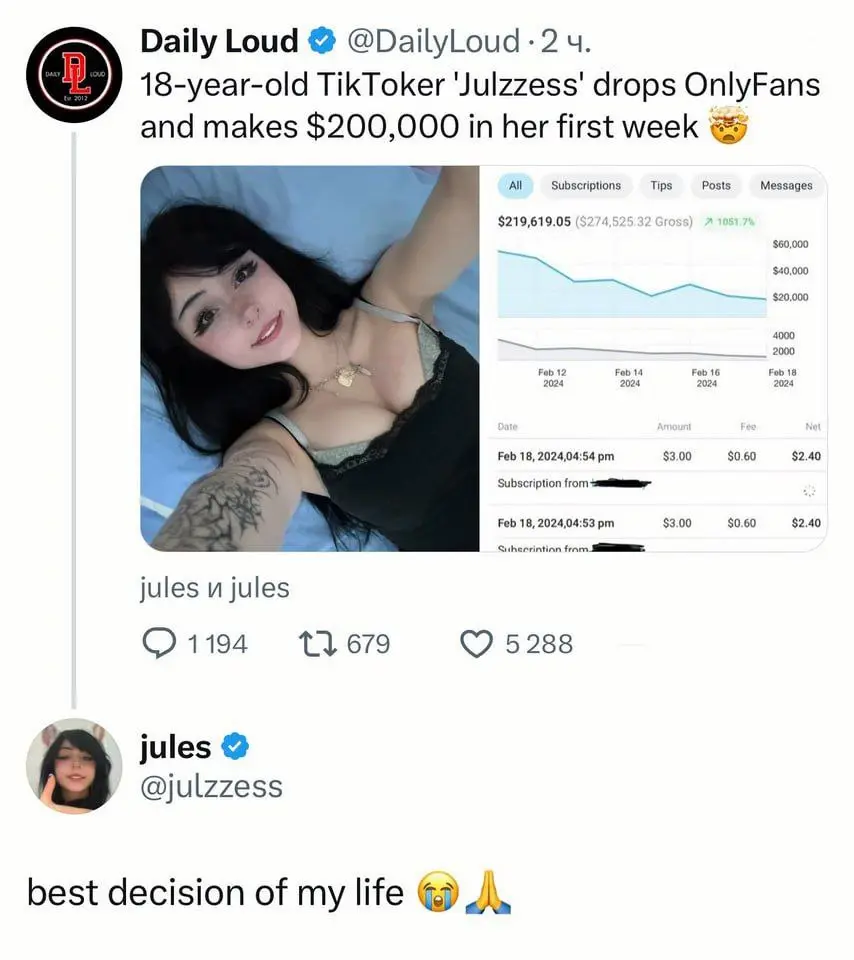 Daily Loud @DailyLoud · 2 ч.
18-year-old TikToker 'Julzzess' drops OnlyFans
and makes $200,000 in her first week 🤯
DAILY DL LOUD
Est. 2012
All Subscriptions Tips Posts Messages
$219,619.05 ($274,525.32 Gross) ↗ 1051.7%
$60,000
$40,000
$20,000
4000
2000
Feb 12 Feb 14 Feb 16 Feb 18
2024 2024 2024 2024
Date Amount Fee Net
Feb 18, 2024,04:54 pm $3.00 $0.60 $2.40
Subscription from
Feb 18, 2024,04:53 pm $3.00 $0.60 $2.40
Subscription from
jules и jules
1 194 679 5 288
jules
@julzzess
best decision of my life 😭🙏